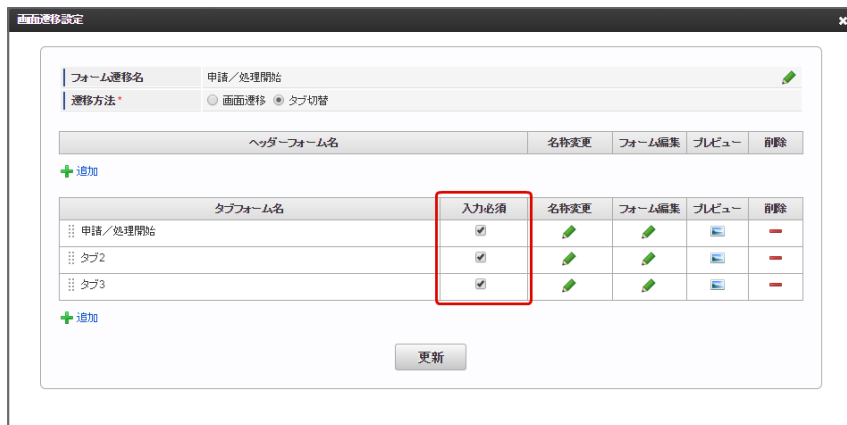 画面遷移設定
フォーム遷移名 申請／処理開始
遷移方法* 画面遷移 タブ切替
ヘッダーフォーム名 名称変更 フォーム編集 プレビュー 削除
追加
タブフォーム名 入力必須 名称変更 フォーム編集 プレビュー 削除
申請／処理開始
タブ2
タブ3
追加
更新